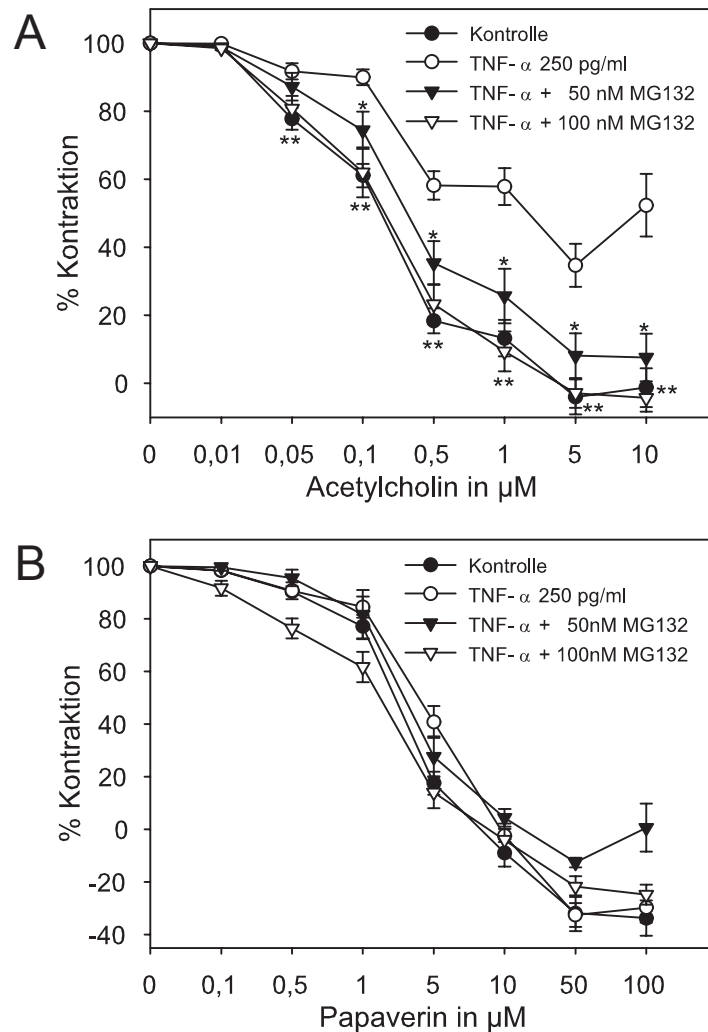 A
Kontrolle
TNF- α 250 pg/ml
TNF- α + 50 nM MG132
TNF- α + 100 nM MG132
% Kontraktion
100
80
60
40
20
0
*
**
*
**
*
**
*
**
*
**
*
**
0 0,01 0,05 0,1 0,5 1 5 10
Acetylcholin in µM
B
Kontrolle
TNF- α 250 pg/ml
TNF- α + 50nM MG132
TNF- α + 100nM MG132
% Kontraktion
100
80
60
40
20
0
-20
-40
0 0,1 0,5 1 5 10 50 100
Papaverin in µM